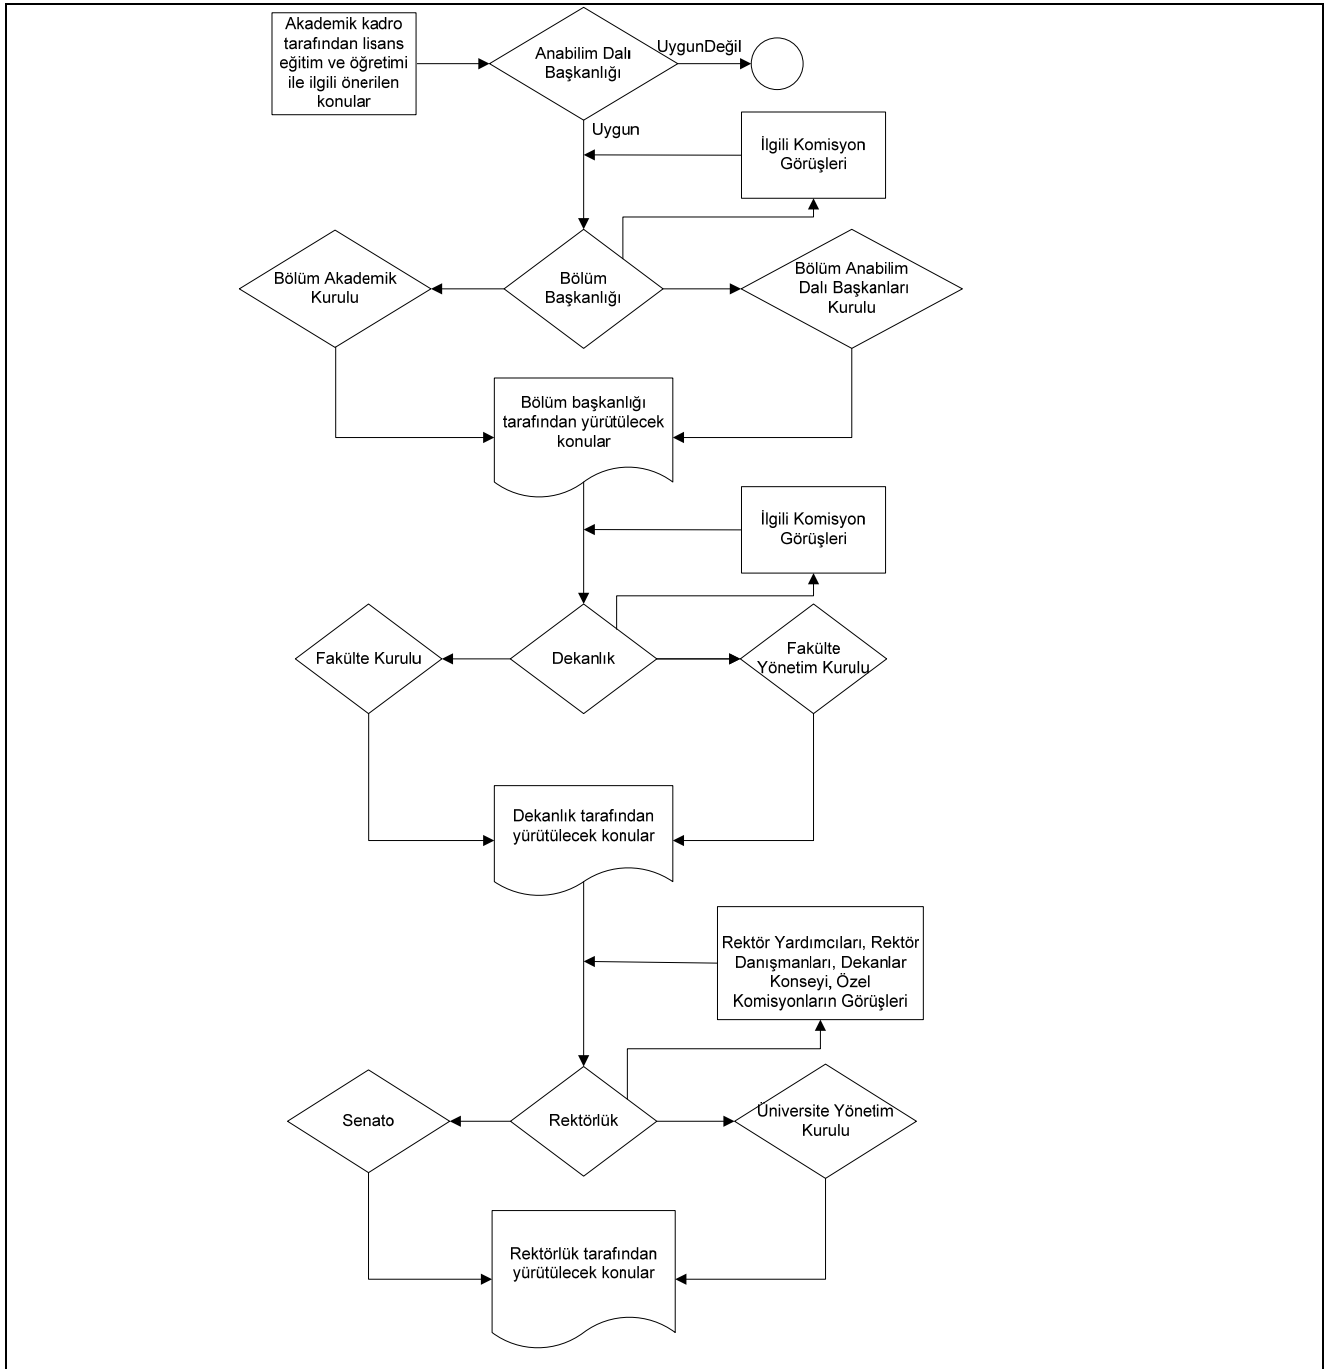 Akademik kadro
tarafından lisans
eğitim ve öğretimi
ile ilgili önerilen
konular
Anabilim Dalı
Başkanlığı
UygunDeğil
Uygun
İlgili Komisyon
Görüşleri
Bölüm Akademik
Kurulu
Bölüm
Başkanlığı
Bölüm Anabilim
Dalı Başkanları
Kurulu
Bölüm başkanlığı
tarafından yürütülecek
konular
İlgili Komisyon
Görüşleri
Fakülte Kurulu
Dekanlık
Fakülte
Yönetim Kurulu
Dekanlık tarafından
yürütülecek konular
Rektör Yardımcıları, Rektör
Danışmanları, Dekanlar
Konseyi, Özel
Komisyonların Görüşleri
Senato
Rektörlük
Üniversite Yönetim
Kurulu
Rektörlük tarafından
yürütülecek konular